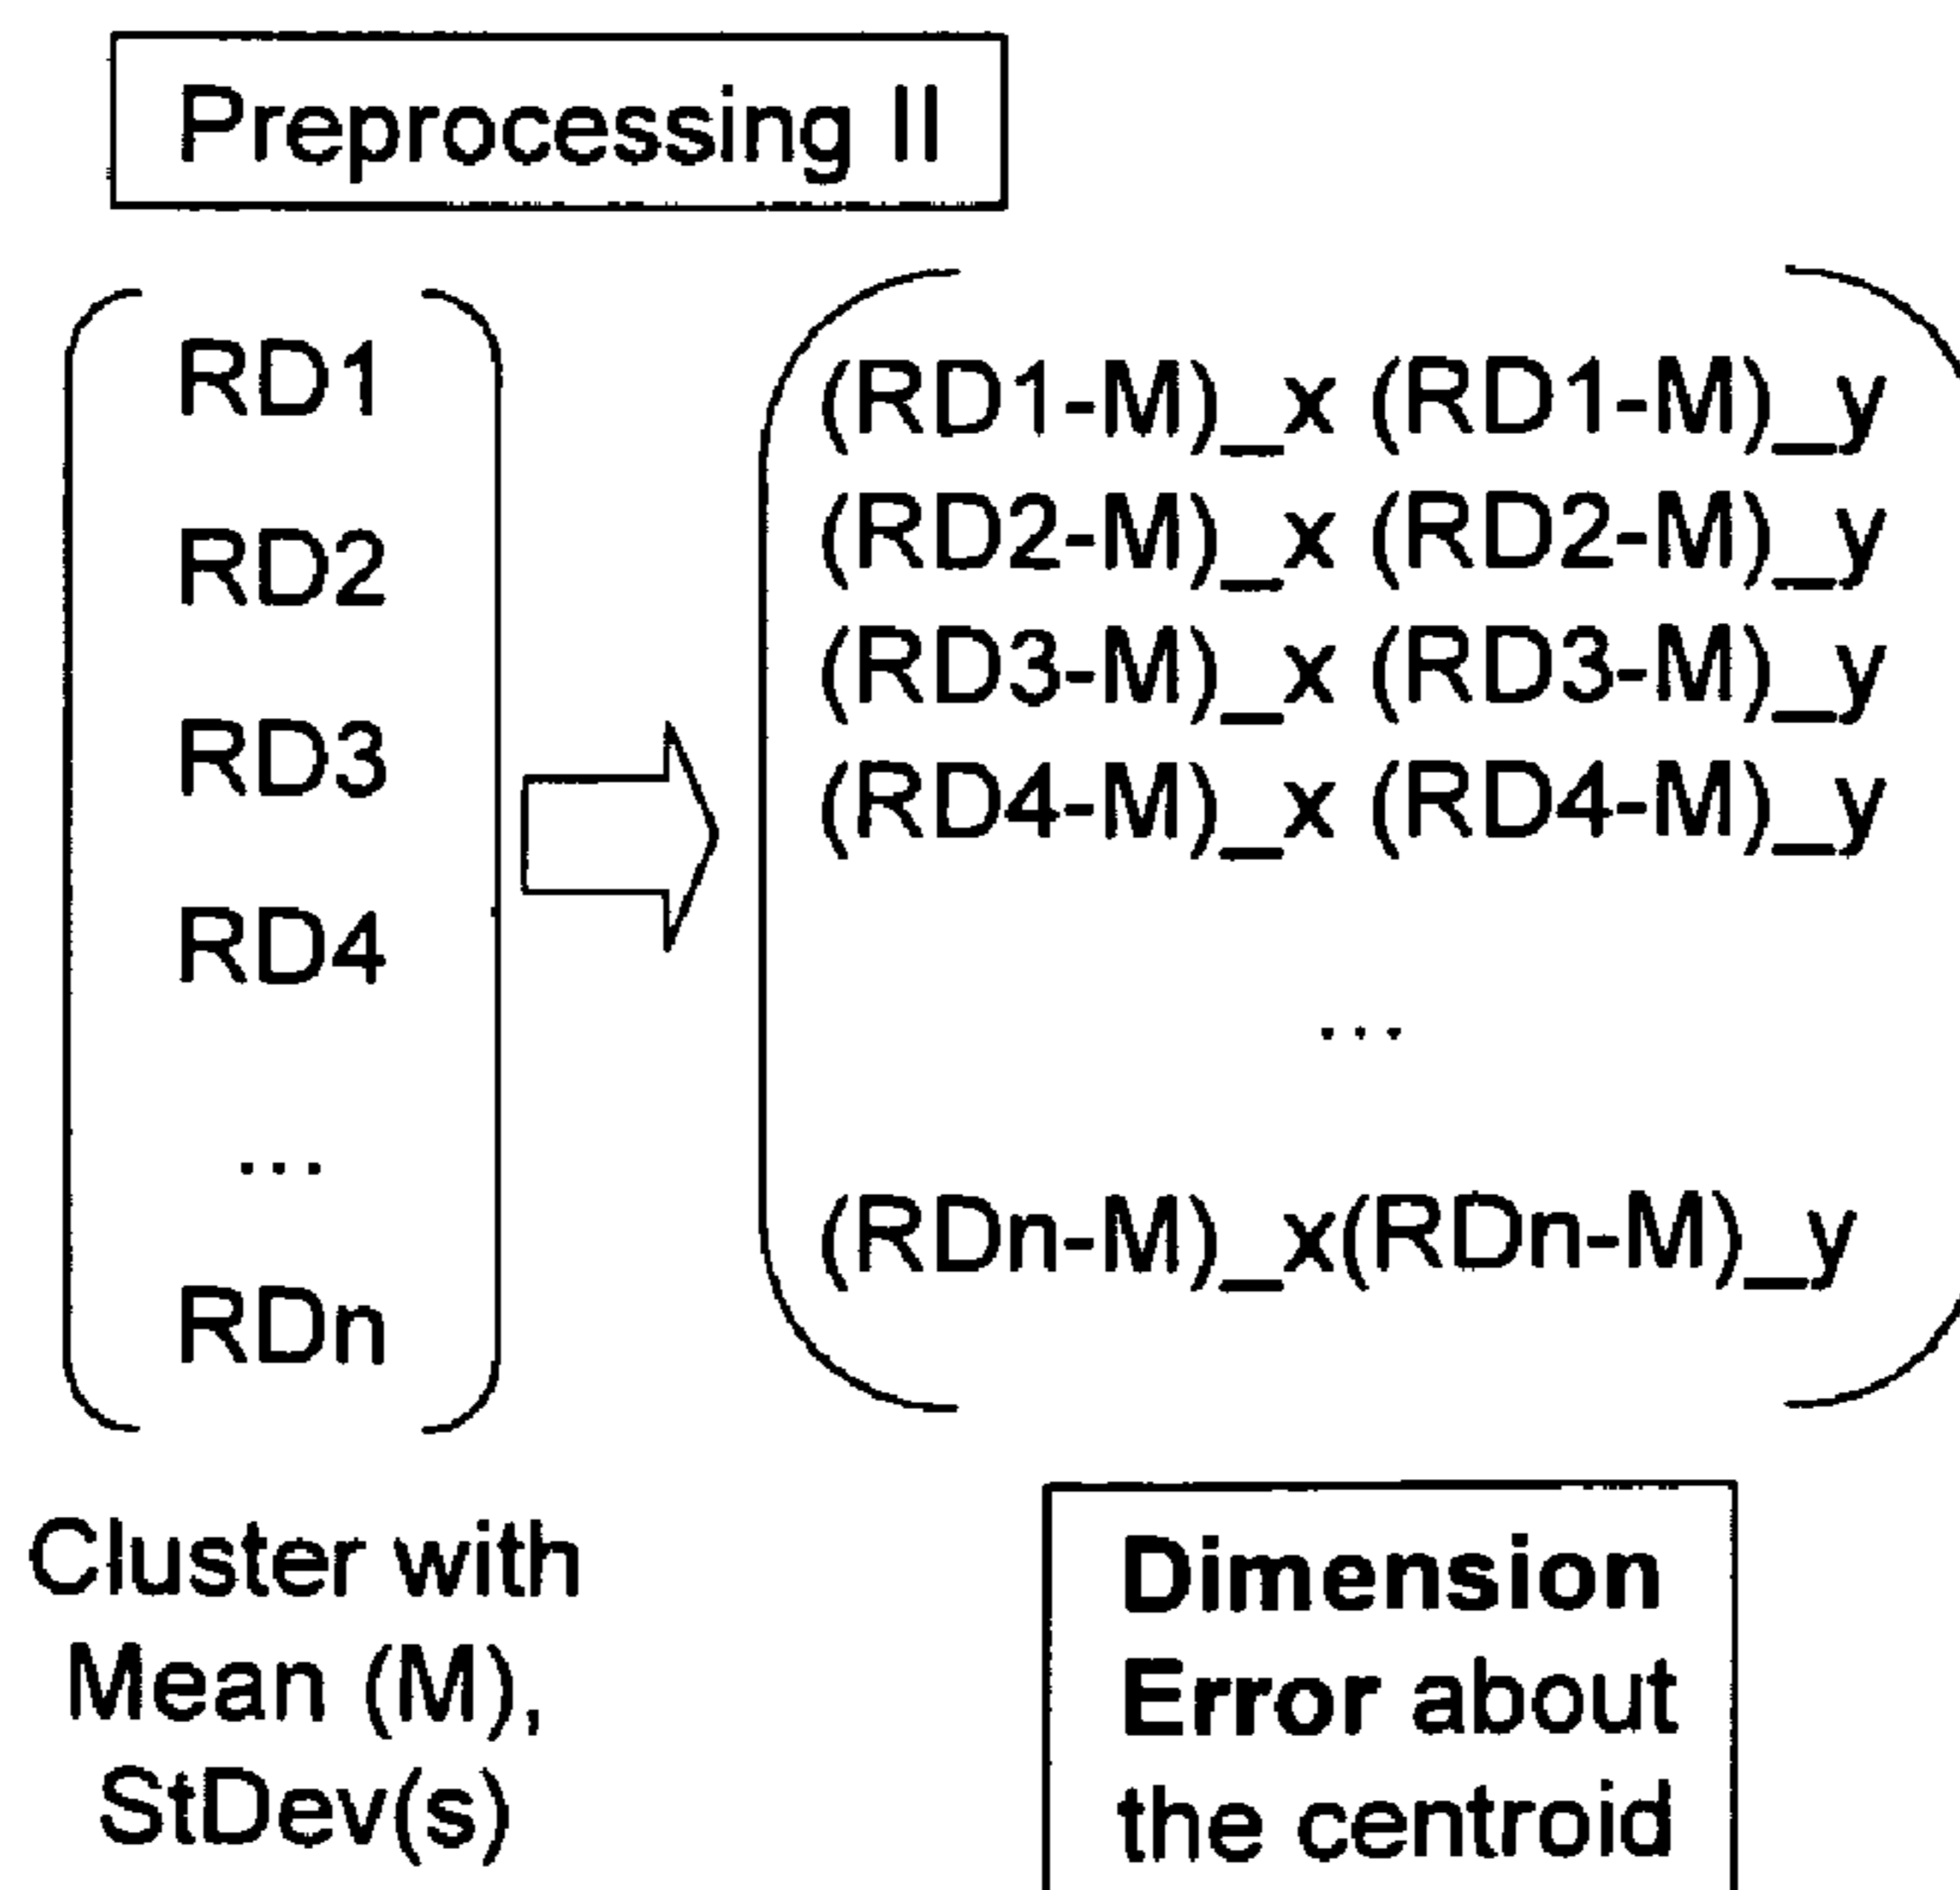 Preprocessing II
RD1
RD2
RD3
RD4
...
RDn
(RD1-M)_x (RD1-M)_y
(RD2-M)_x (RD2-M)_y
(RD3-M)_x (RD3-M)_y
(RD4-M)_x (RD4-M)_y
...
(RDn-M)_x(RDn-M)_y
Cluster with
Mean (M),
StDev(s)
Dimension
Error about
the centroid